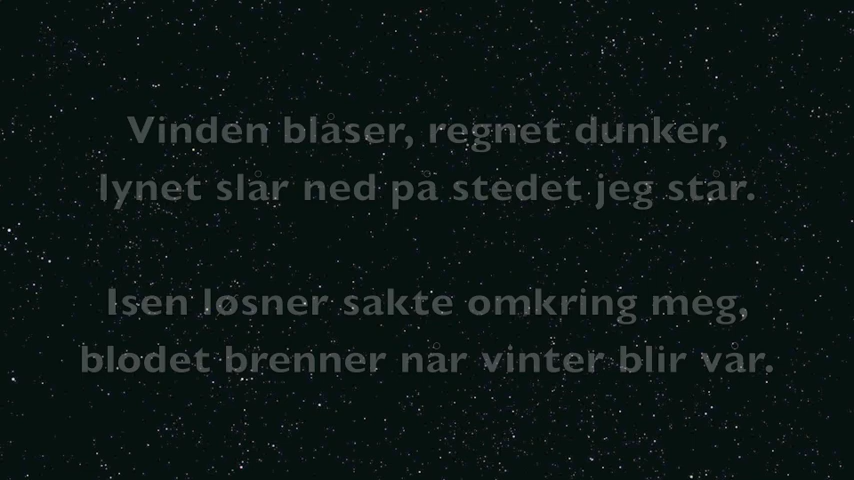 Vinden blåser, regnet dunker,
lynet slår ned på stedet jeg står.
Isen løsner sakte omkring meg,
blodet brenner når vinter blir vår.